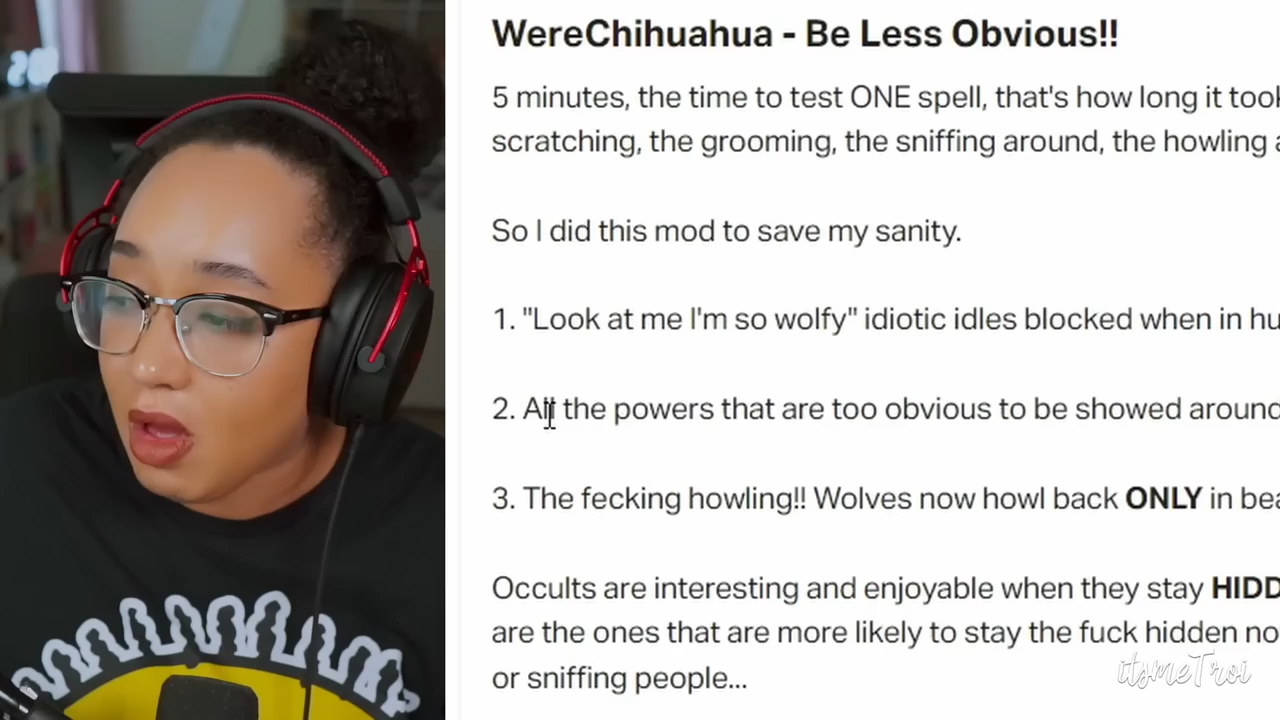 WereChihuahua - Be Less Obvious!!
5 minutes, the time to test ONE spell, that's how long it took
scratching, the grooming, the sniffing around, the howling a
So I did this mod to save my sanity.
1. "Look at me I'm so wolfy" idiotic idles blocked when in hu
2. All the powers that are too obvious to be showed around
3. The fecking howling!! Wolves now howl back ONLY in bea
Occults are interesting and enjoyable when they stay HIDD
are the ones that are more likely to stay the fuck hidden no
or sniffing people...
itsmeTroi